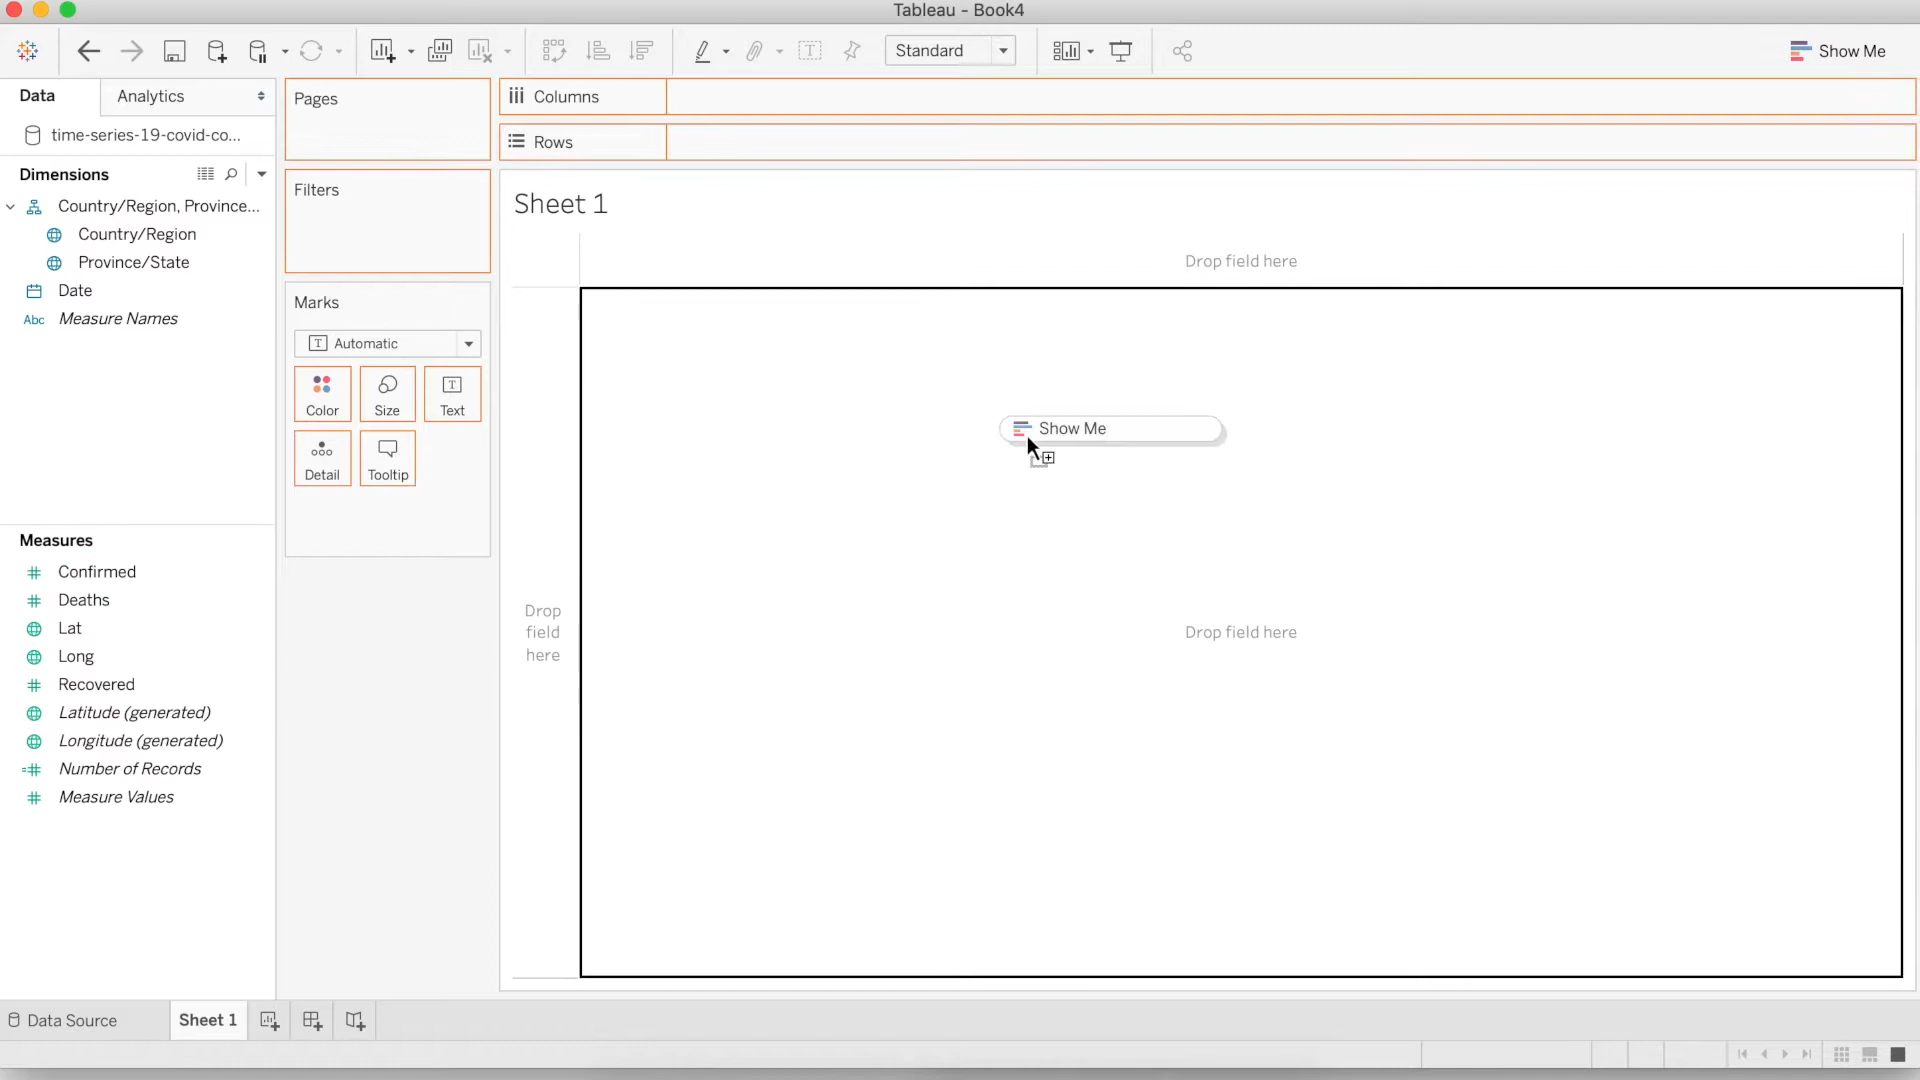 Tableau - Book4
Standard
Show Me
Data
Analytics
time-series-19-covid-co...
Dimensions
Country/Region, Province...
Country/Region
Province/State
Date
Abc Measure Names
Measures
Confirmed
Deaths
Lat
Long
Recovered
Latitude (generated)
Longitude (generated)
Number of Records
Measure Values
Pages
Filters
Marks
Automatic
Color
Size
Text
Detail
Tooltip
Columns
Rows
Sheet 1
Drop field here
Show Me
Drop
field
here
Drop field here
Data Source
Sheet 1